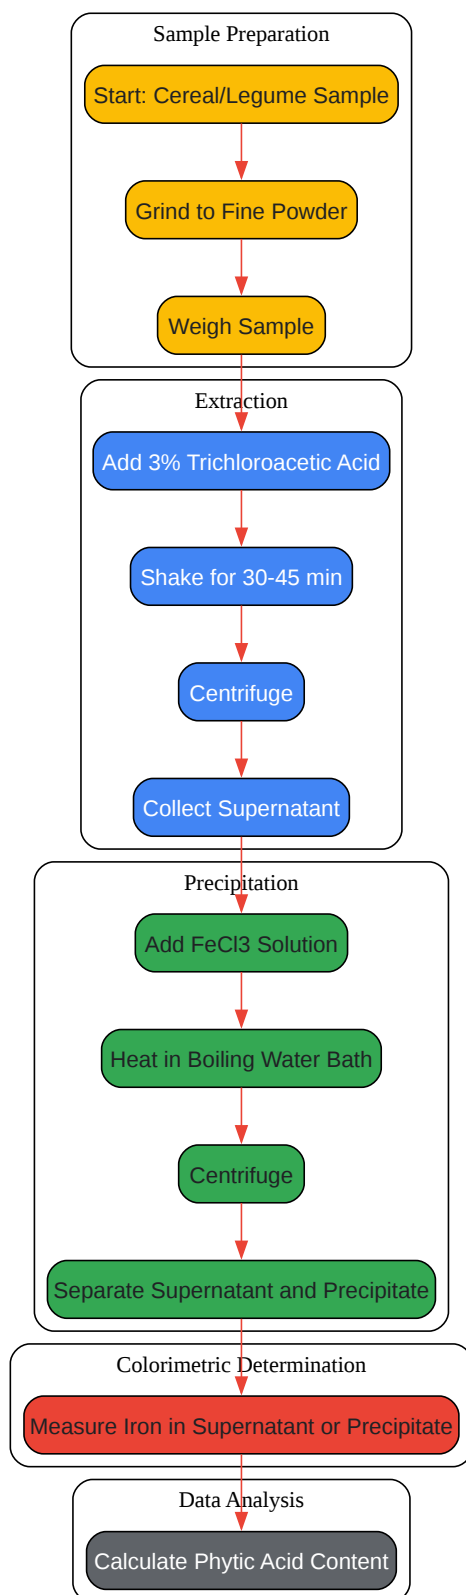 Sample Preparation
Start: Cereal/Legume Sample
Grind to Fine Powder
Weigh Sample
Extraction
Add 3% Trichloroacetic Acid
Shake for 30-45 min
Centrifuge
Collect Supernatant
Precipitation
Add FeCl3 Solution
Heat in Boiling Water Bath
Centrifuge
Separate Supernatant and Precipitate
Colorimetric Determination
Measure Iron in Supernatant or Precipitate
Data Analysis
Calculate Phytic Acid Content